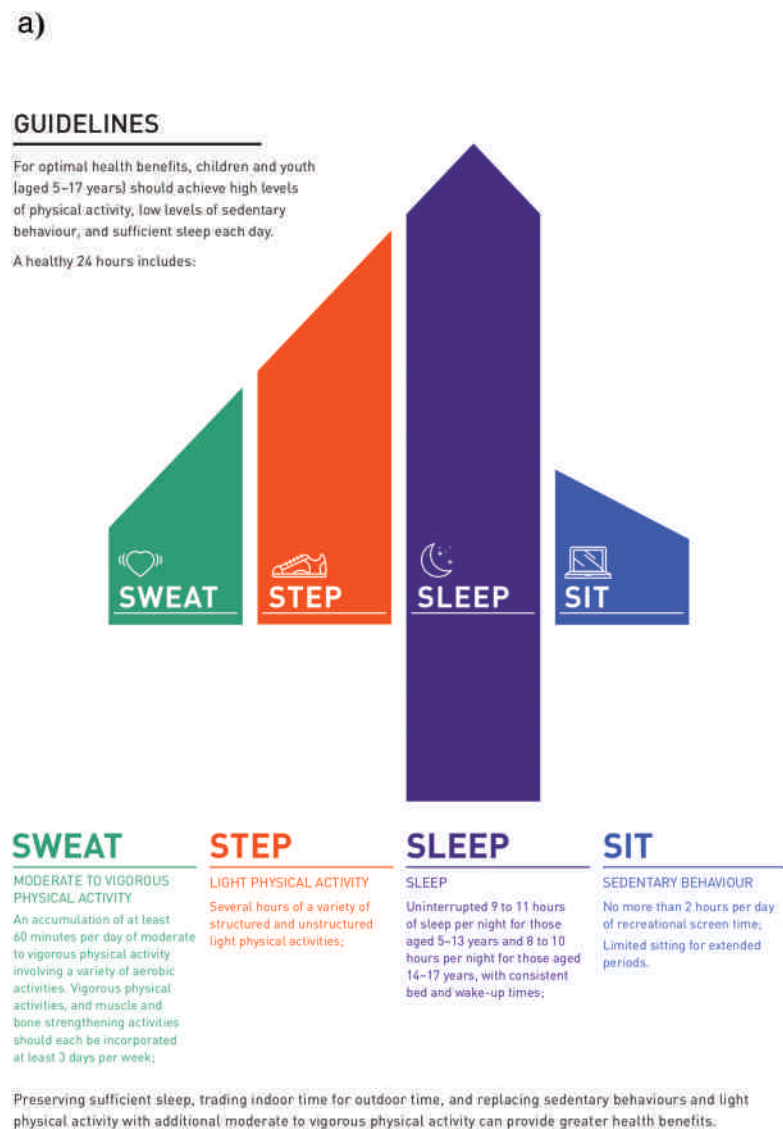 a)
GUIDELINES
For optimal health benefits, children and youth
(aged 5–17 years) should achieve high levels
of physical activity, low levels of sedentary
behaviour, and sufficient sleep each day.
A healthy 24 hours includes:
SWEAT
STEP
SLEEP
SIT
SWEAT
MODERATE TO VIGOROUS
PHYSICAL ACTIVITY
An accumulation of at least
60 minutes per day of moderate
to vigorous physical activity
involving a variety of aerobic
activities. Vigorous physical
activities, and muscle and
bone strengthening activities
should each be incorporated
at least 3 days per week;
STEP
LIGHT PHYSICAL ACTIVITY
Several hours of a variety of
structured and unstructured
light physical activities;
SLEEP
SLEEP
Uninterrupted 9 to 11 hours
of sleep per night for those
aged 5–13 years and 8 to 10
hours per night for those aged
14–17 years, with consistent
bed and wake-up times;
SIT
SEDENTARY BEHAVIOUR
No more than 2 hours per day
of recreational screen time;
Limited sitting for extended
periods.
Preserving sufficient sleep, trading indoor time for outdoor time, and replacing sedentary behaviours and light
physical activity with additional moderate to vigorous physical activity can provide greater health benefits.